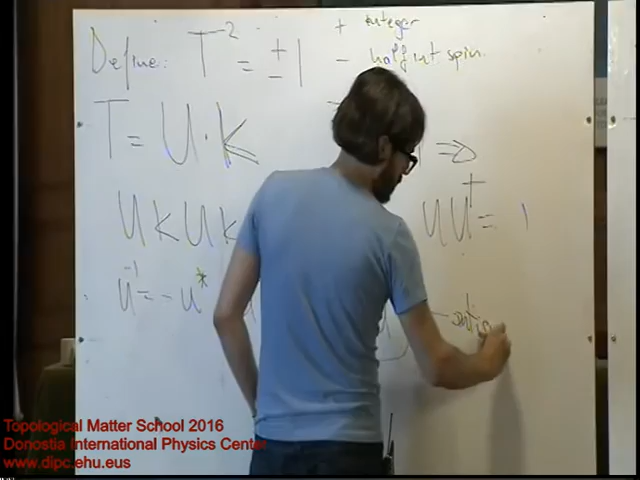 Define: T² = ±1 + integer
- half int spin.
T = U·K
⇒
UKUK
UU† = 1
U⁻¹ = -U*
Topological Matter School 2016
Donostia International Physics Center
www.dipc.ehu.eus